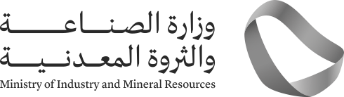 وزارة الصناعة
والثروة المعدنية
Ministry of Industry and Mineral Resources